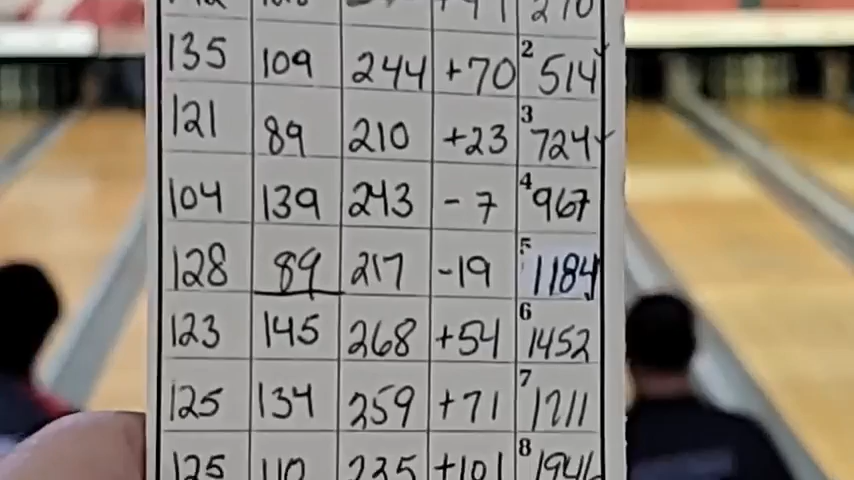 270
135 109 244 +70 2 514
121 89 210 +23 3 724
104 139 243 -7 4 967
128 89 217 -19 5 1184
123 145 268 +54 6 1452
125 134 259 +71 7 1711
125 110 235 +101 8 1946